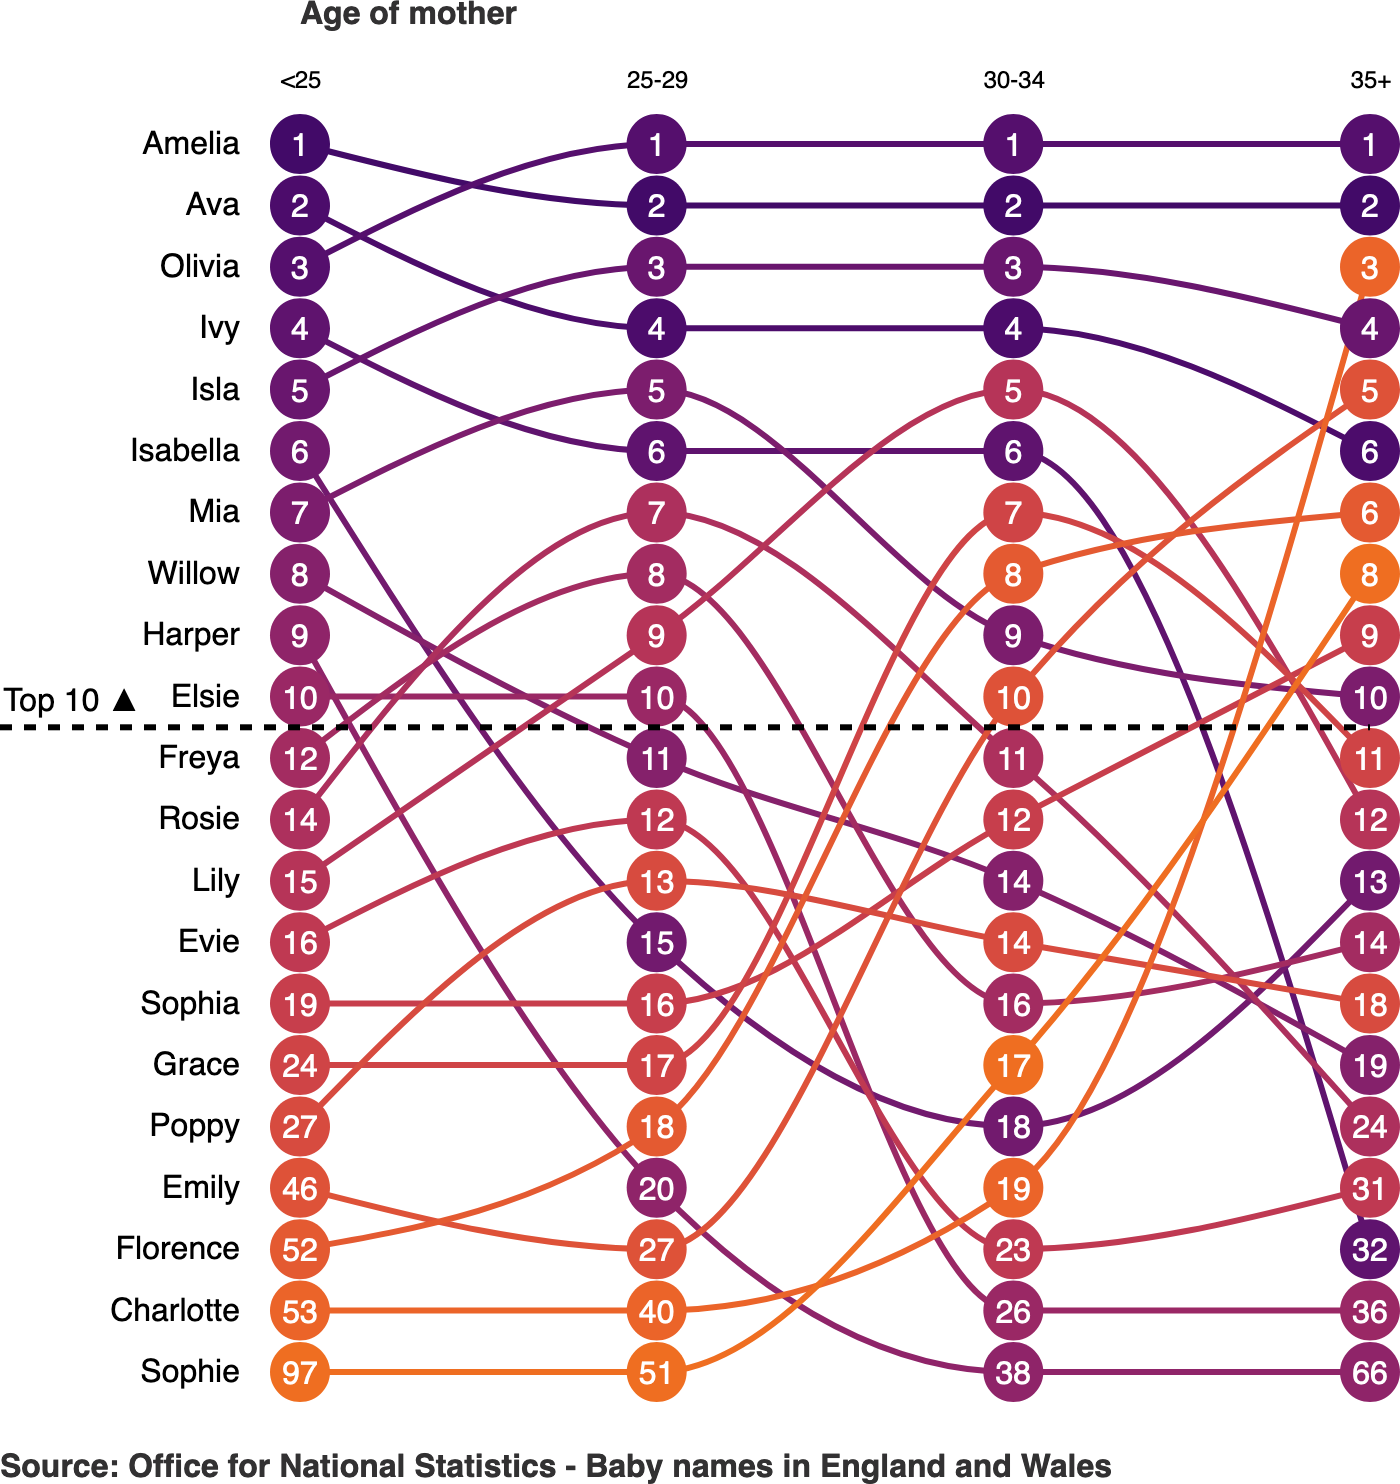 Age of mother
<25 25-29 30-34 35+
Amelia 1 1 1 1
Ava 2 2 2 2
Olivia 3 3 3 3
Ivy 4 4 4 4
Isla 5 5 5 5
Isabella 6 6 6 6
Mia 7 7 7 6
Willow 8 8 8 8
Harper 9 9 9 9
Top 10 ▲ Elsie 10 10 10 10
Freya 12 11 11 11
Rosie 14 12 12 12
Lily 15 13 14 13
Evie 16 15 14 14
Sophia 19 16 16 18
Grace 24 17 17 19
Poppy 27 18 18 24
Emily 46 20 19 31
Florence 52 27 23 32
Charlotte 53 40 26 36
Sophie 97 51 38 66
Source: Office for National Statistics - Baby names in England and Wales